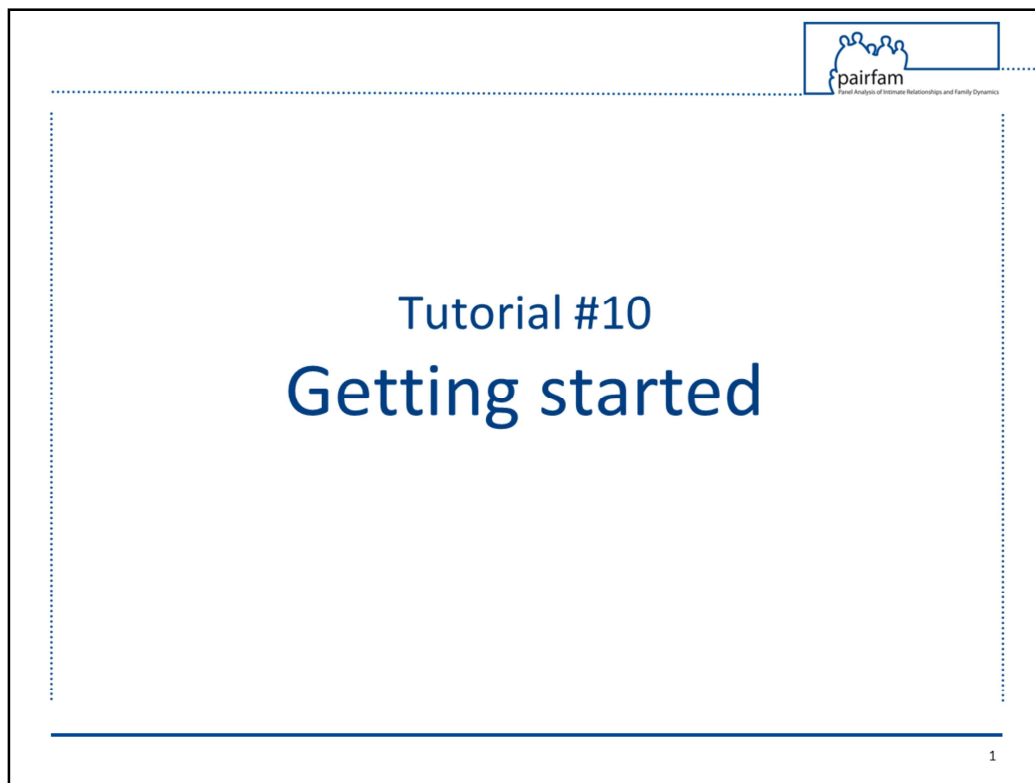 pairfam
Panel Analysis of Intimate Relationships and Family Dynamics
Tutorial #10
Getting started
1